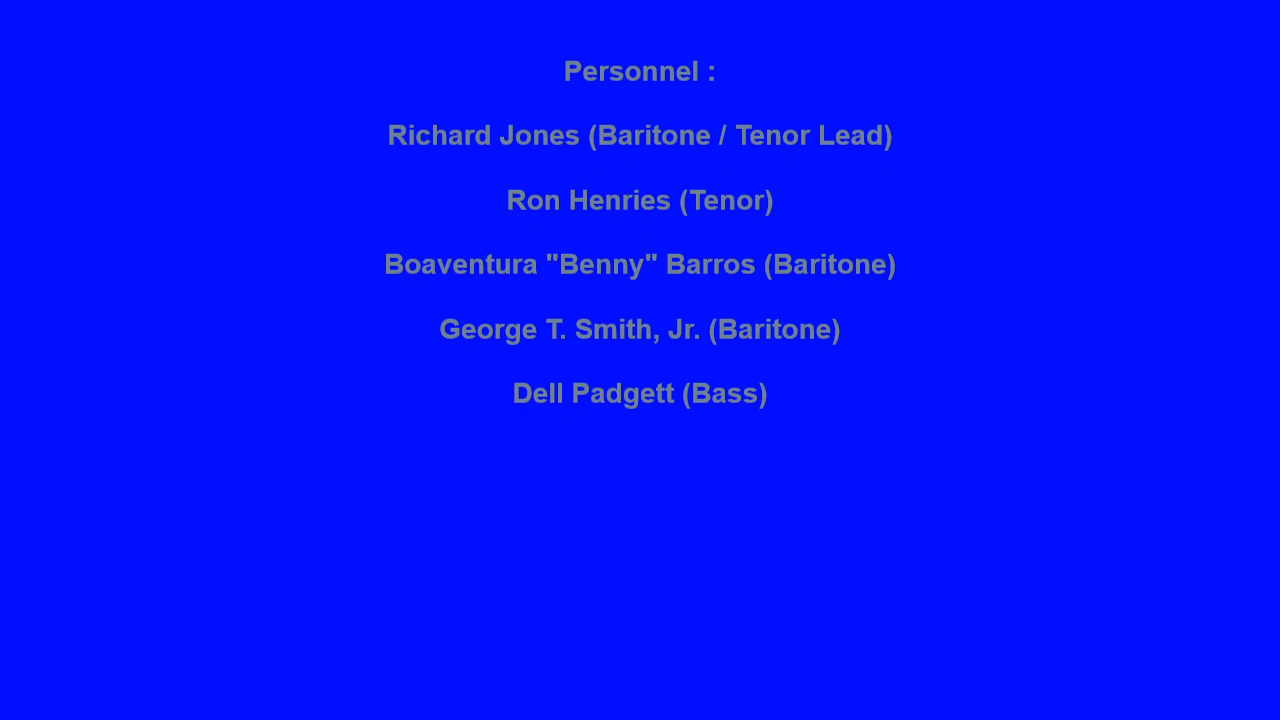 Personnel :
Richard Jones (Baritone / Tenor Lead)
Ron Henries (Tenor)
Boaventura "Benny" Barros (Baritone)
George T. Smith, Jr. (Baritone)
Dell Padgett (Bass)